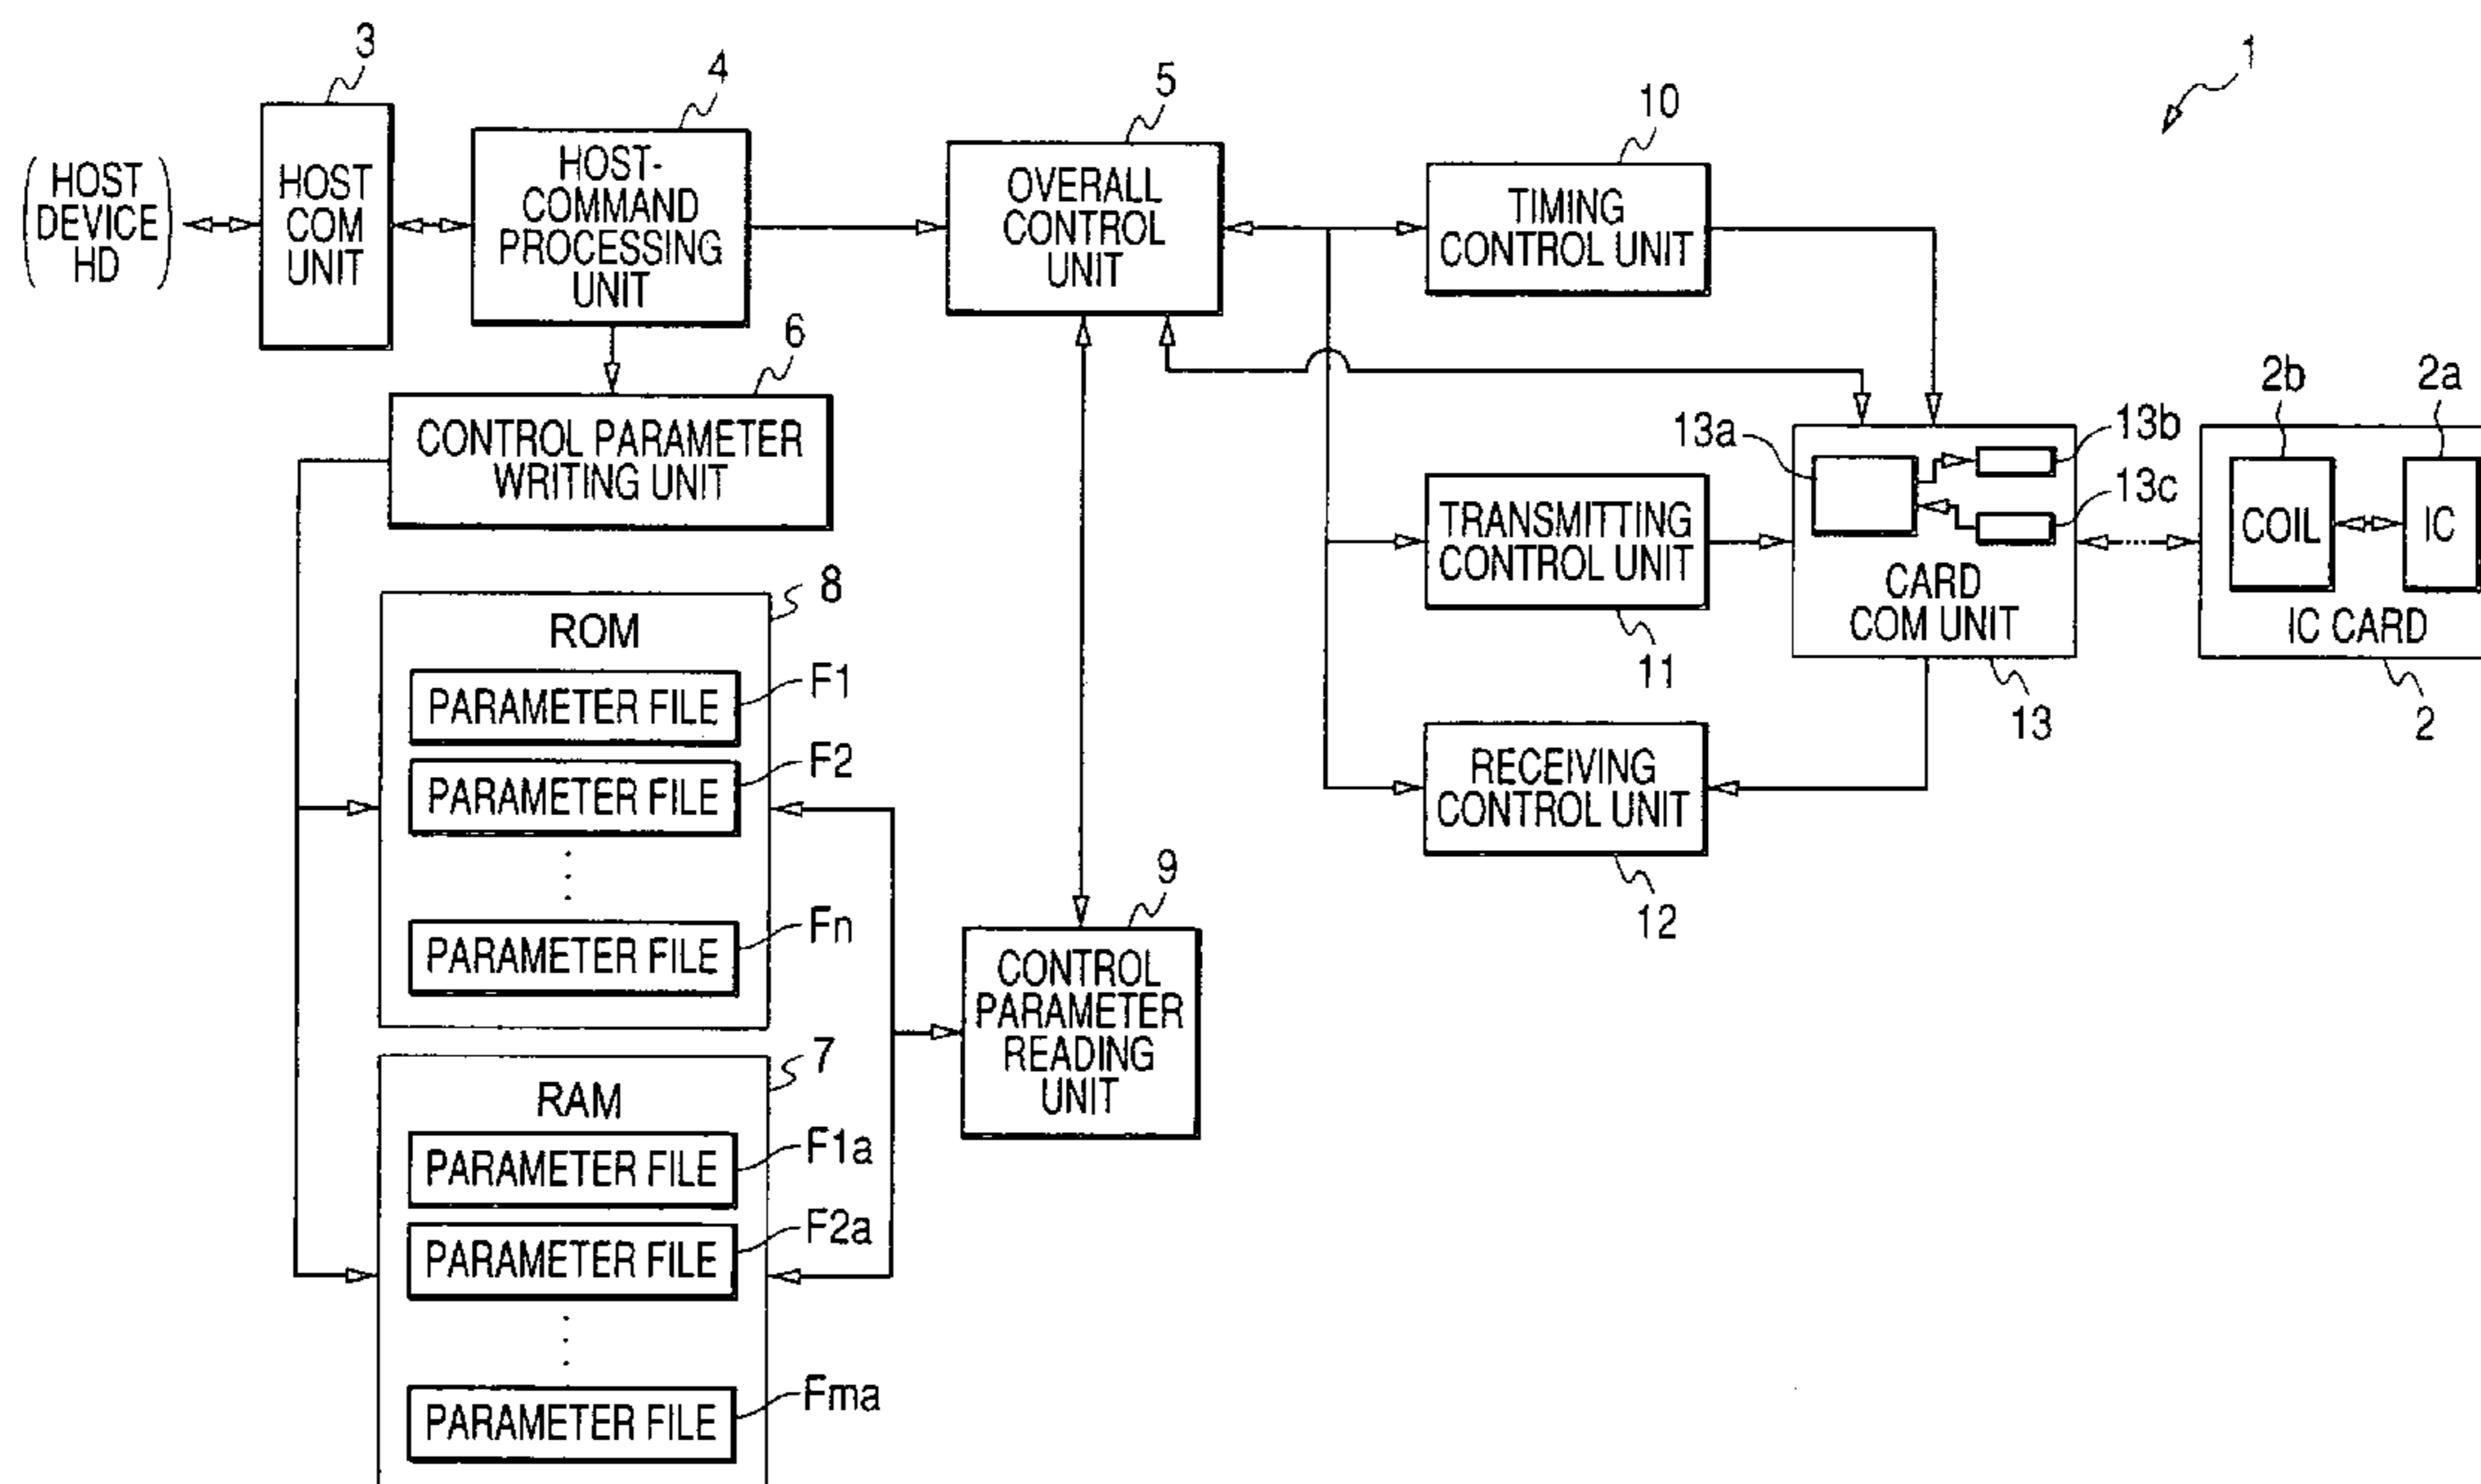 1
3
4
5
10
( HOST
DEVICE
HD )
HOST
COM
UNIT
HOST-
COMMAND
PROCESSING
UNIT
OVERALL
CONTROL
UNIT
TIMING
CONTROL UNIT
6
CONTROL PARAMETER
WRITING UNIT
13a
13b
13c
CARD
COM UNIT
13
2b
2a
COIL
IC
IC CARD
2
TRANSMITTING
CONTROL UNIT
11
RECEIVING
CONTROL UNIT
12
8
ROM
PARAMETER FILE
F1
PARAMETER FILE
F2
PARAMETER FILE
Fn
9
CONTROL
PARAMETER
READING
UNIT
7
RAM
PARAMETER FILE
F1a
PARAMETER FILE
F2a
PARAMETER FILE
Fma